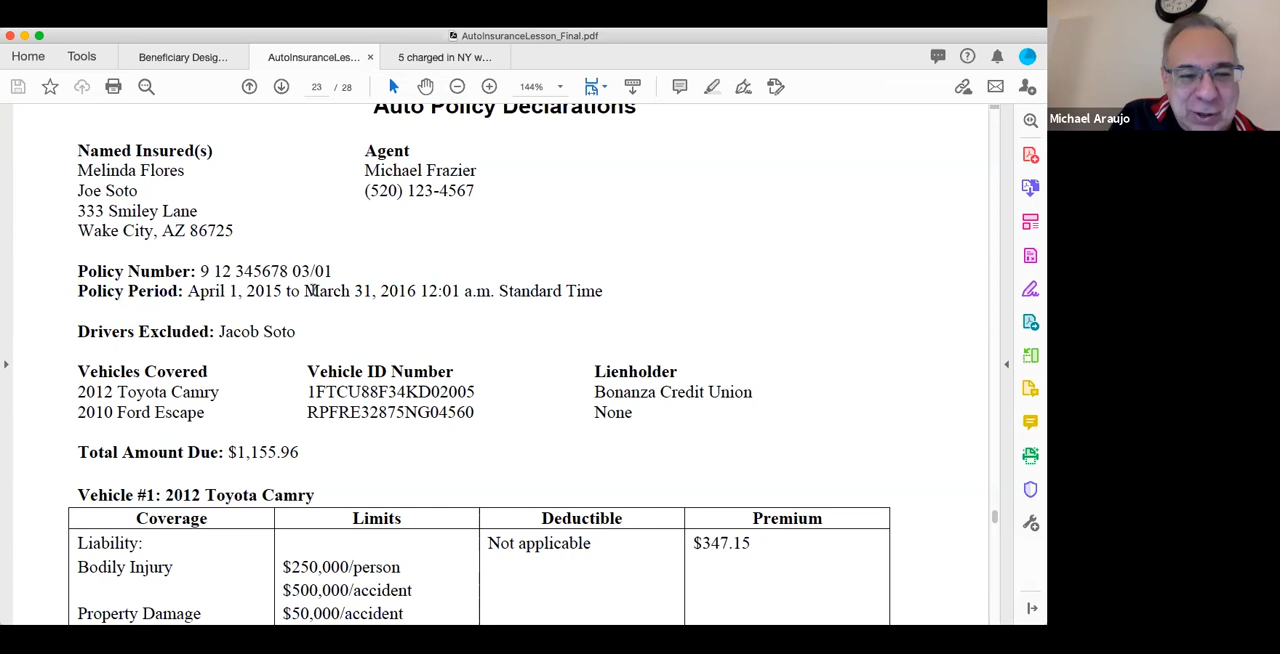 AutoInsuranceLesson_Final.pdf
Home Tools Beneficiary Desig... AutoInsuranceLes... × 5 charged in NY w...
23 / 28 144%
Michael Araujo
Auto Policy Declarations
Named Insured(s) Agent
Melinda Flores Michael Frazier
Joe Soto (520) 123-4567
333 Smiley Lane
Wake City, AZ 86725
Policy Number: 9 12 345678 03/01
Policy Period: April 1, 2015 to March 31, 2016 12:01 a.m. Standard Time
Drivers Excluded: Jacob Soto
Vehicles Covered Vehicle ID Number Lienholder
2012 Toyota Camry 1FTCU88F34KD02005 Bonanza Credit Union
2010 Ford Escape RPFRE32875NG04560 None
Total Amount Due: $1,155.96
Vehicle #1: 2012 Toyota Camry
Coverage Limits Deductible Premium
Liability: Not applicable $347.15
Bodily Injury $250,000/person
$500,000/accident
Property Damage $50,000/accident